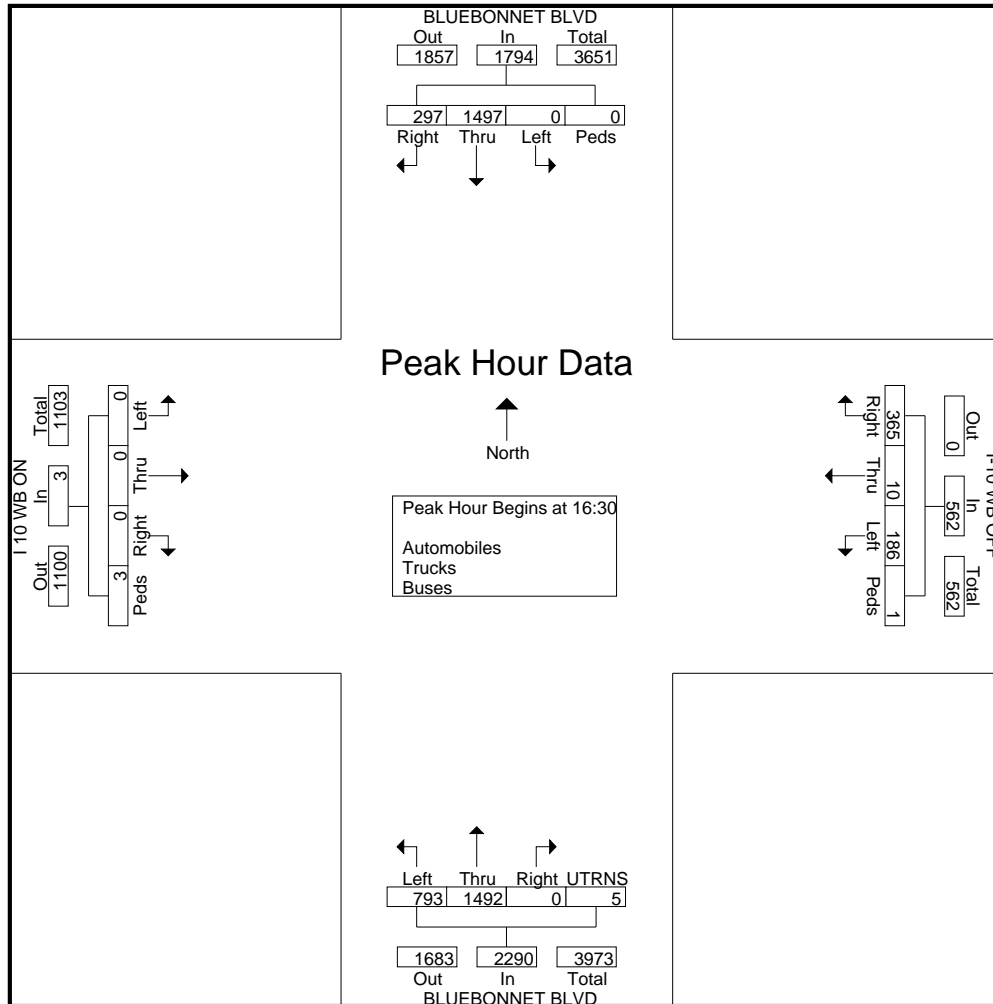 BLUEBONNET BLVD
Out In Total
1857 1794 3651
297 1497 0 0
Right Thru Left Peds
Peak Hour Data
North
Peak Hour Begins at 16:30
Automobiles
Trucks
Buses
I 10 WB ON
Total In Out
1103 3 1100
0 0 0 3
Left Thru Right Peds
I-10 WB OFF
Out In Total
0 562 562
365 10 186 1
Right Thru Left Peds
Left Thru Right UTRNS
793 1492 0 5
1683 2290 3973
Out In Total
BLUEBONNET BLVD